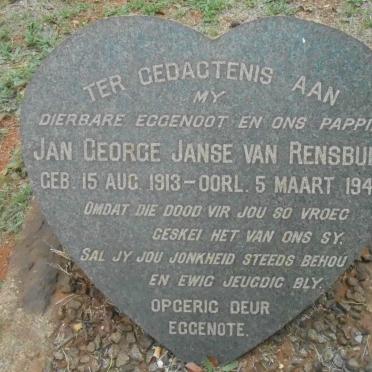 TER GEDAGTENIS AAN
MY
DIERBARE EGGENOOT EN ONS PAPPI
JAN GEORGE JANSE VAN RENSBU
GEB. 15 AUG. 1913 – OORL. 5 MAART 194
OMDAT DIE DOOD VIR JOU SO VROEG
GESKEI HET VAN ONS SY,
SAL JY JOU JONKHEID STEEDS BEHOU
EN EWIG JEUGDIG BLY.
OPGERIG DEUR
EGGENOTE.